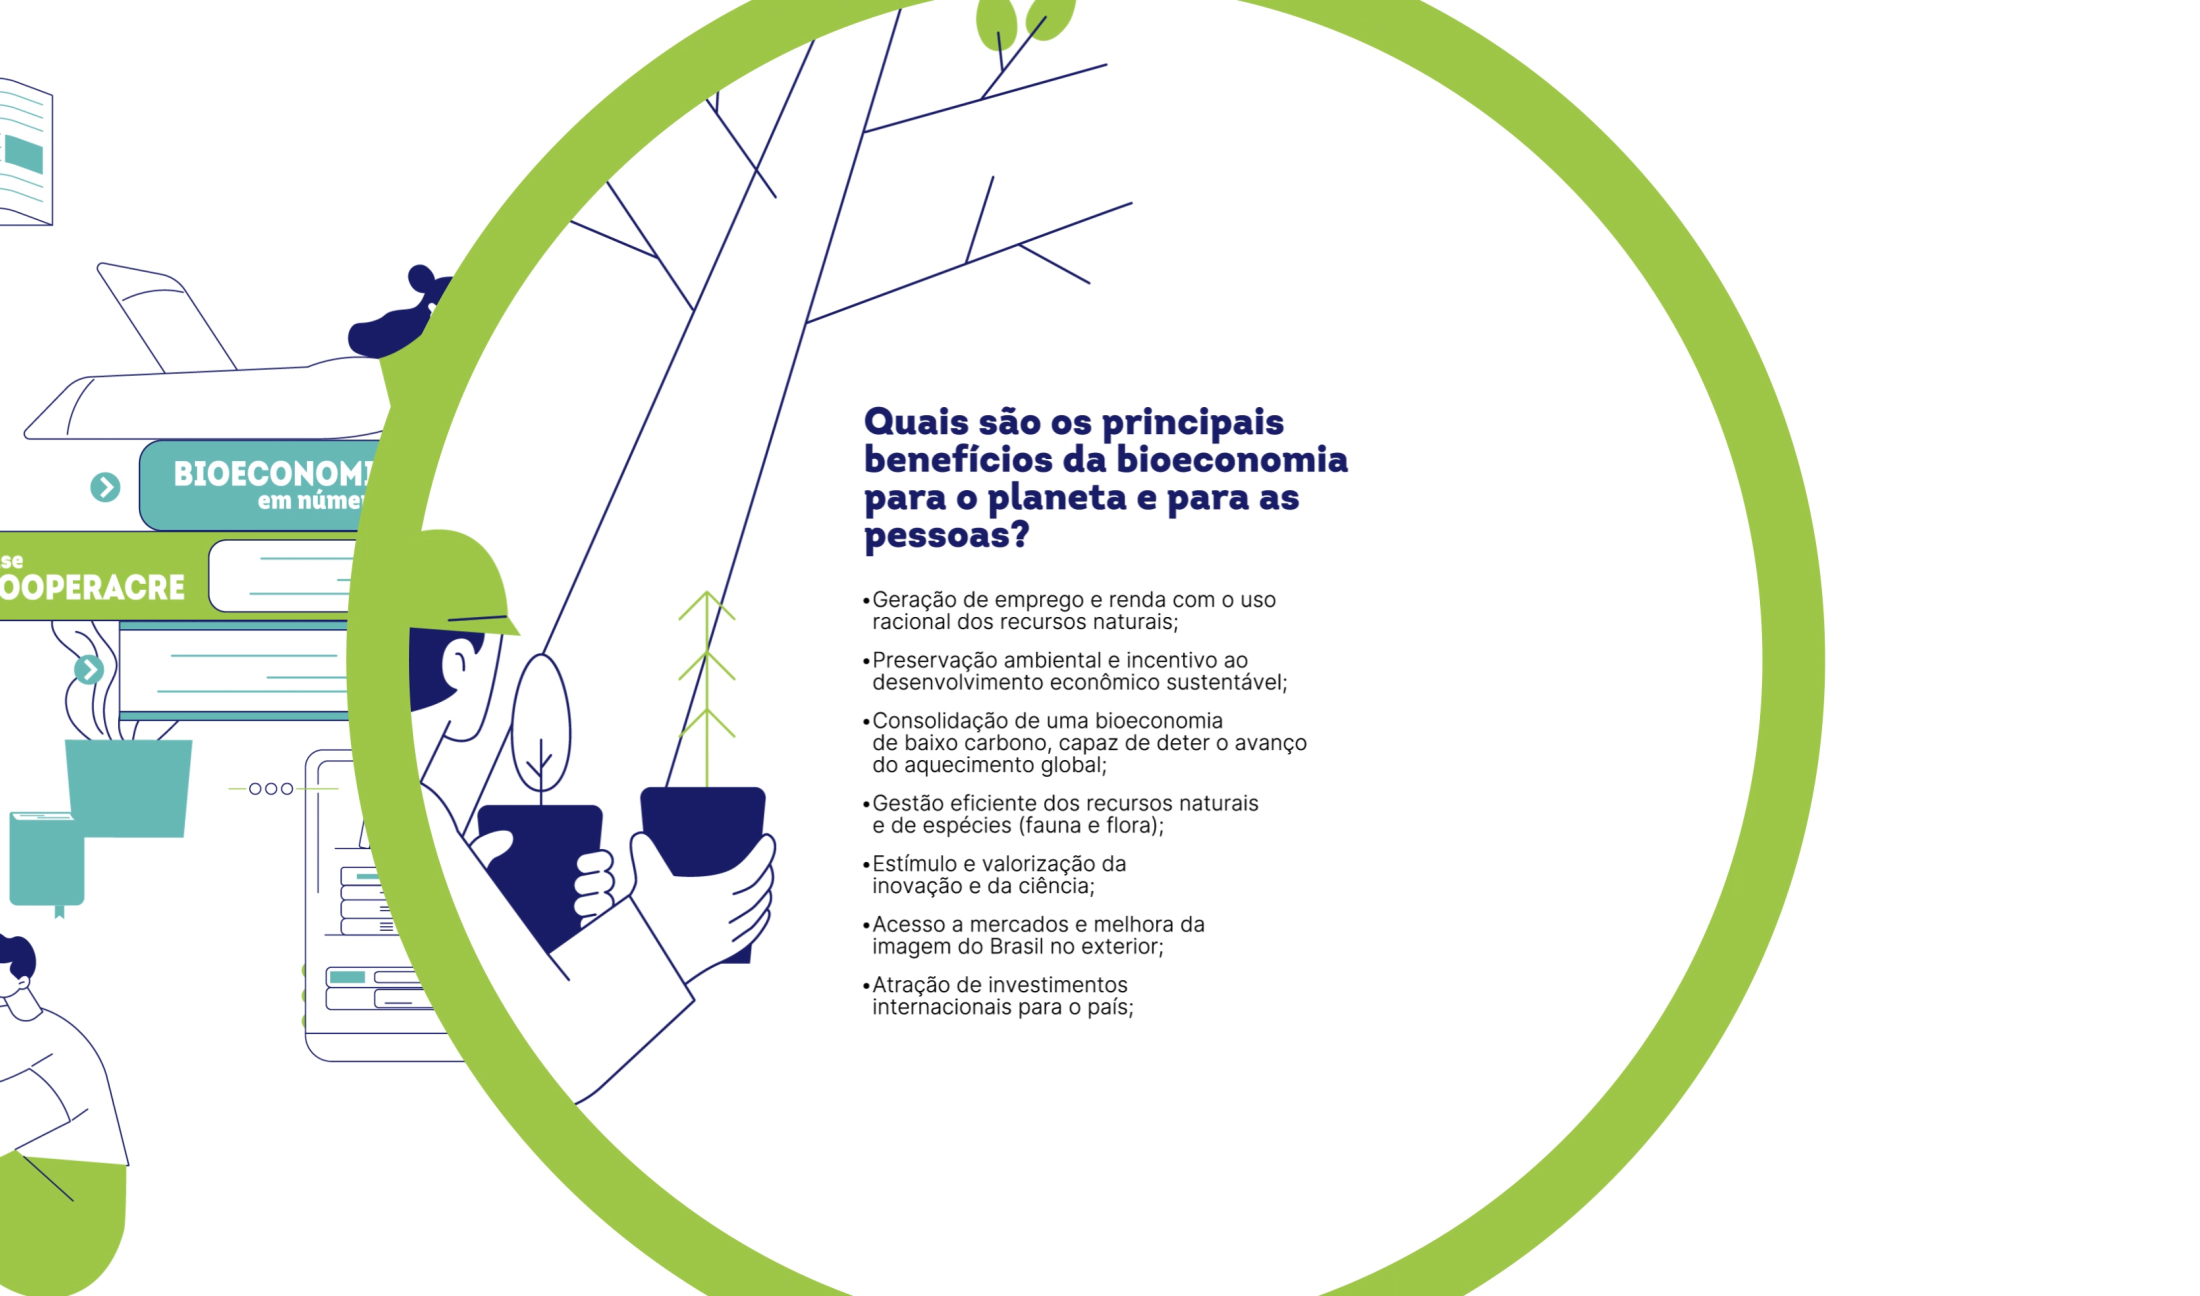 BIOECONOMI
em núme
se
OOPERACRE
Quais são os principais
benefícios da bioeconomia
para o planeta e para as
pessoas?
•Geração de emprego e renda com o uso
racional dos recursos naturais;
•Preservação ambiental e incentivo ao
desenvolvimento econômico sustentável;
•Consolidação de uma bioeconomia
de baixo carbono, capaz de deter o avanço
do aquecimento global;
•Gestão eficiente dos recursos naturais
e de espécies (fauna e flora);
•Estímulo e valorização da
inovação e da ciência;
•Acesso a mercados e melhora da
imagem do Brasil no exterior;
•Atração de investimentos
internacionais para o país;